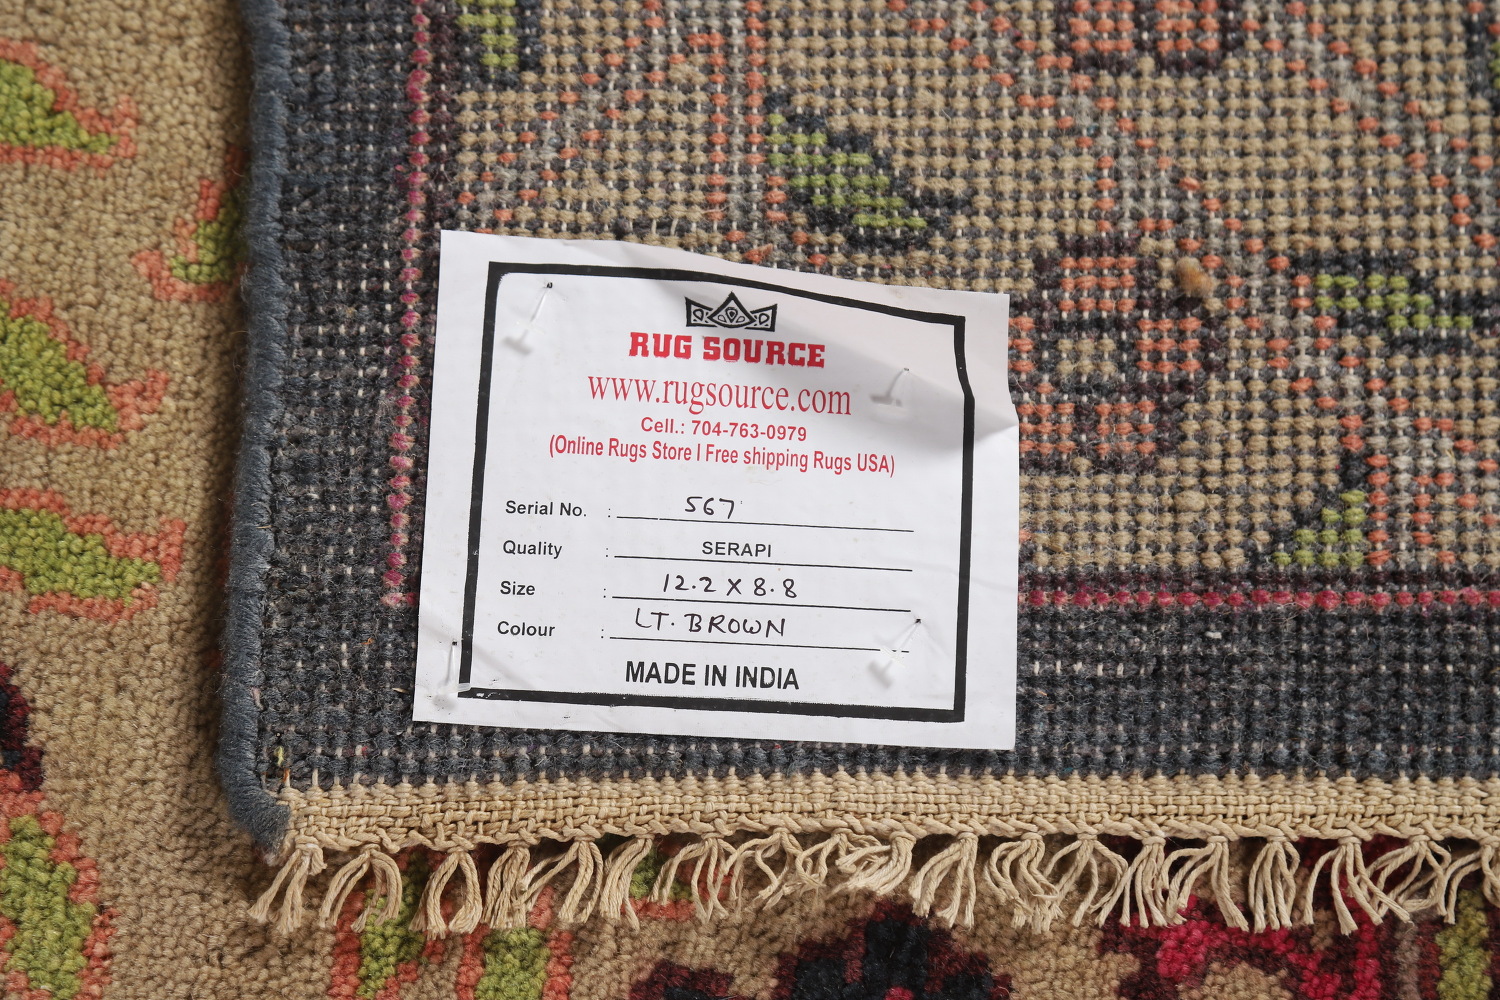 RUG SOURCE
www.rugsource.com
Cell.: 704-763-0979
(Online Rugs Store I Free shipping Rugs USA)
Serial No. : 567
Quality : SERAPI
Size : 12.2 X 8.8
Colour : LT. BROWN
MADE IN INDIA